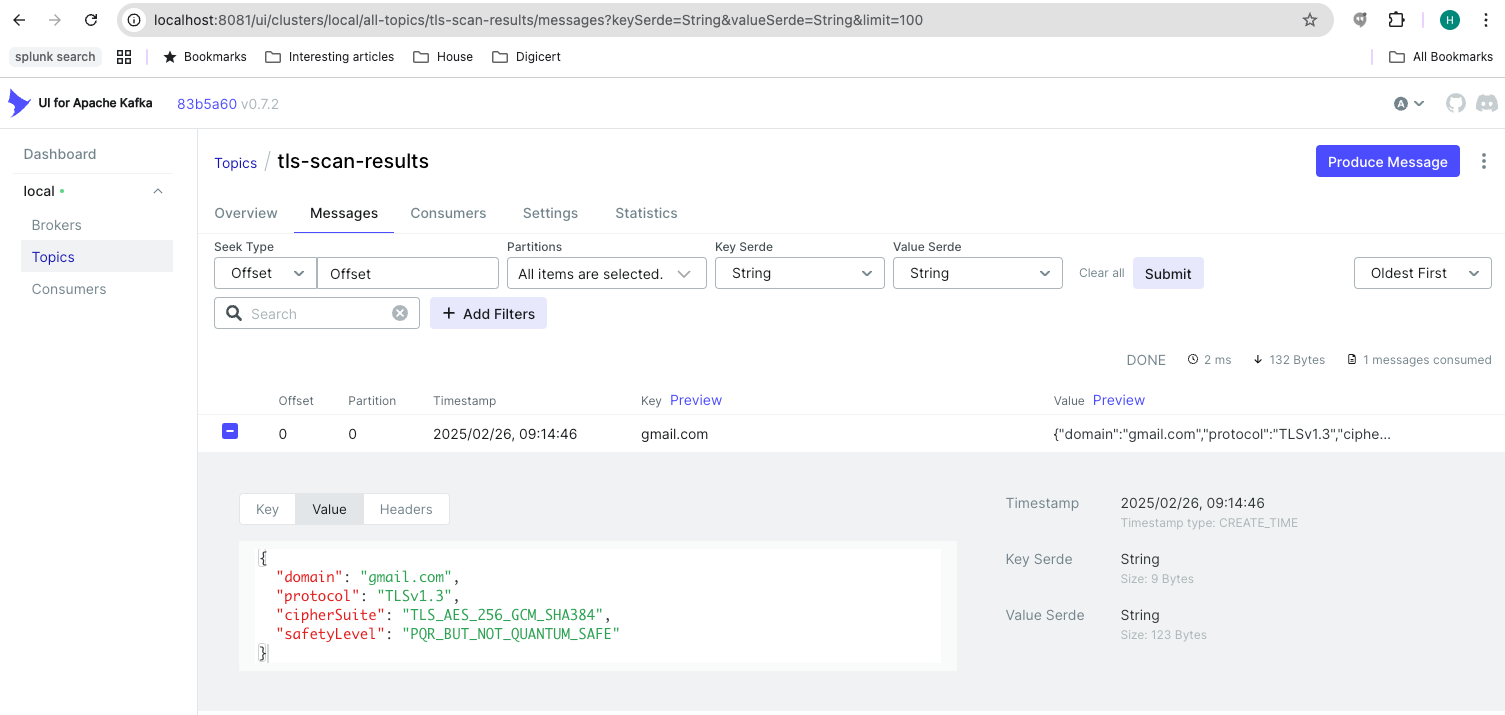 localhost:8081/ui/clusters/local/all-topics/tls-scan-results/messages?keySerde=String&valueSerde=String&limit=100
H
splunk search
Bookmarks
Interesting articles
House
Digicert
All Bookmarks
UI for Apache Kafka
83b5a60 v0.7.2
A
Dashboard
local
Brokers
Topics
Consumers
Topics / tls-scan-results
Produce Message
Overview
Messages
Consumers
Settings
Statistics
Seek Type
Partitions
Key Serde
Value Serde
Offset
Offset
All items are selected.
String
String
Clear all
Submit
Oldest First
Search
+ Add Filters
DONE
2 ms
132 Bytes
1 messages consumed
Offset
Partition
Timestamp
Key Preview
Value Preview
0
0
2025/02/26, 09:14:46
gmail.com
{"domain":"gmail.com","protocol":"TLSv1.3","ciphe...
Key
Value
Headers
{
"domain": "gmail.com",
"protocol": "TLSv1.3",
"cipherSuite": "TLS_AES_256_GCM_SHA384",
"safetyLevel": "PQR_BUT_NOT_QUANTUM_SAFE"
}
Timestamp
2025/02/26, 09:14:46
Timestamp type: CREATE_TIME
Key Serde
String
Size: 9 Bytes
Value Serde
String
Size: 123 Bytes